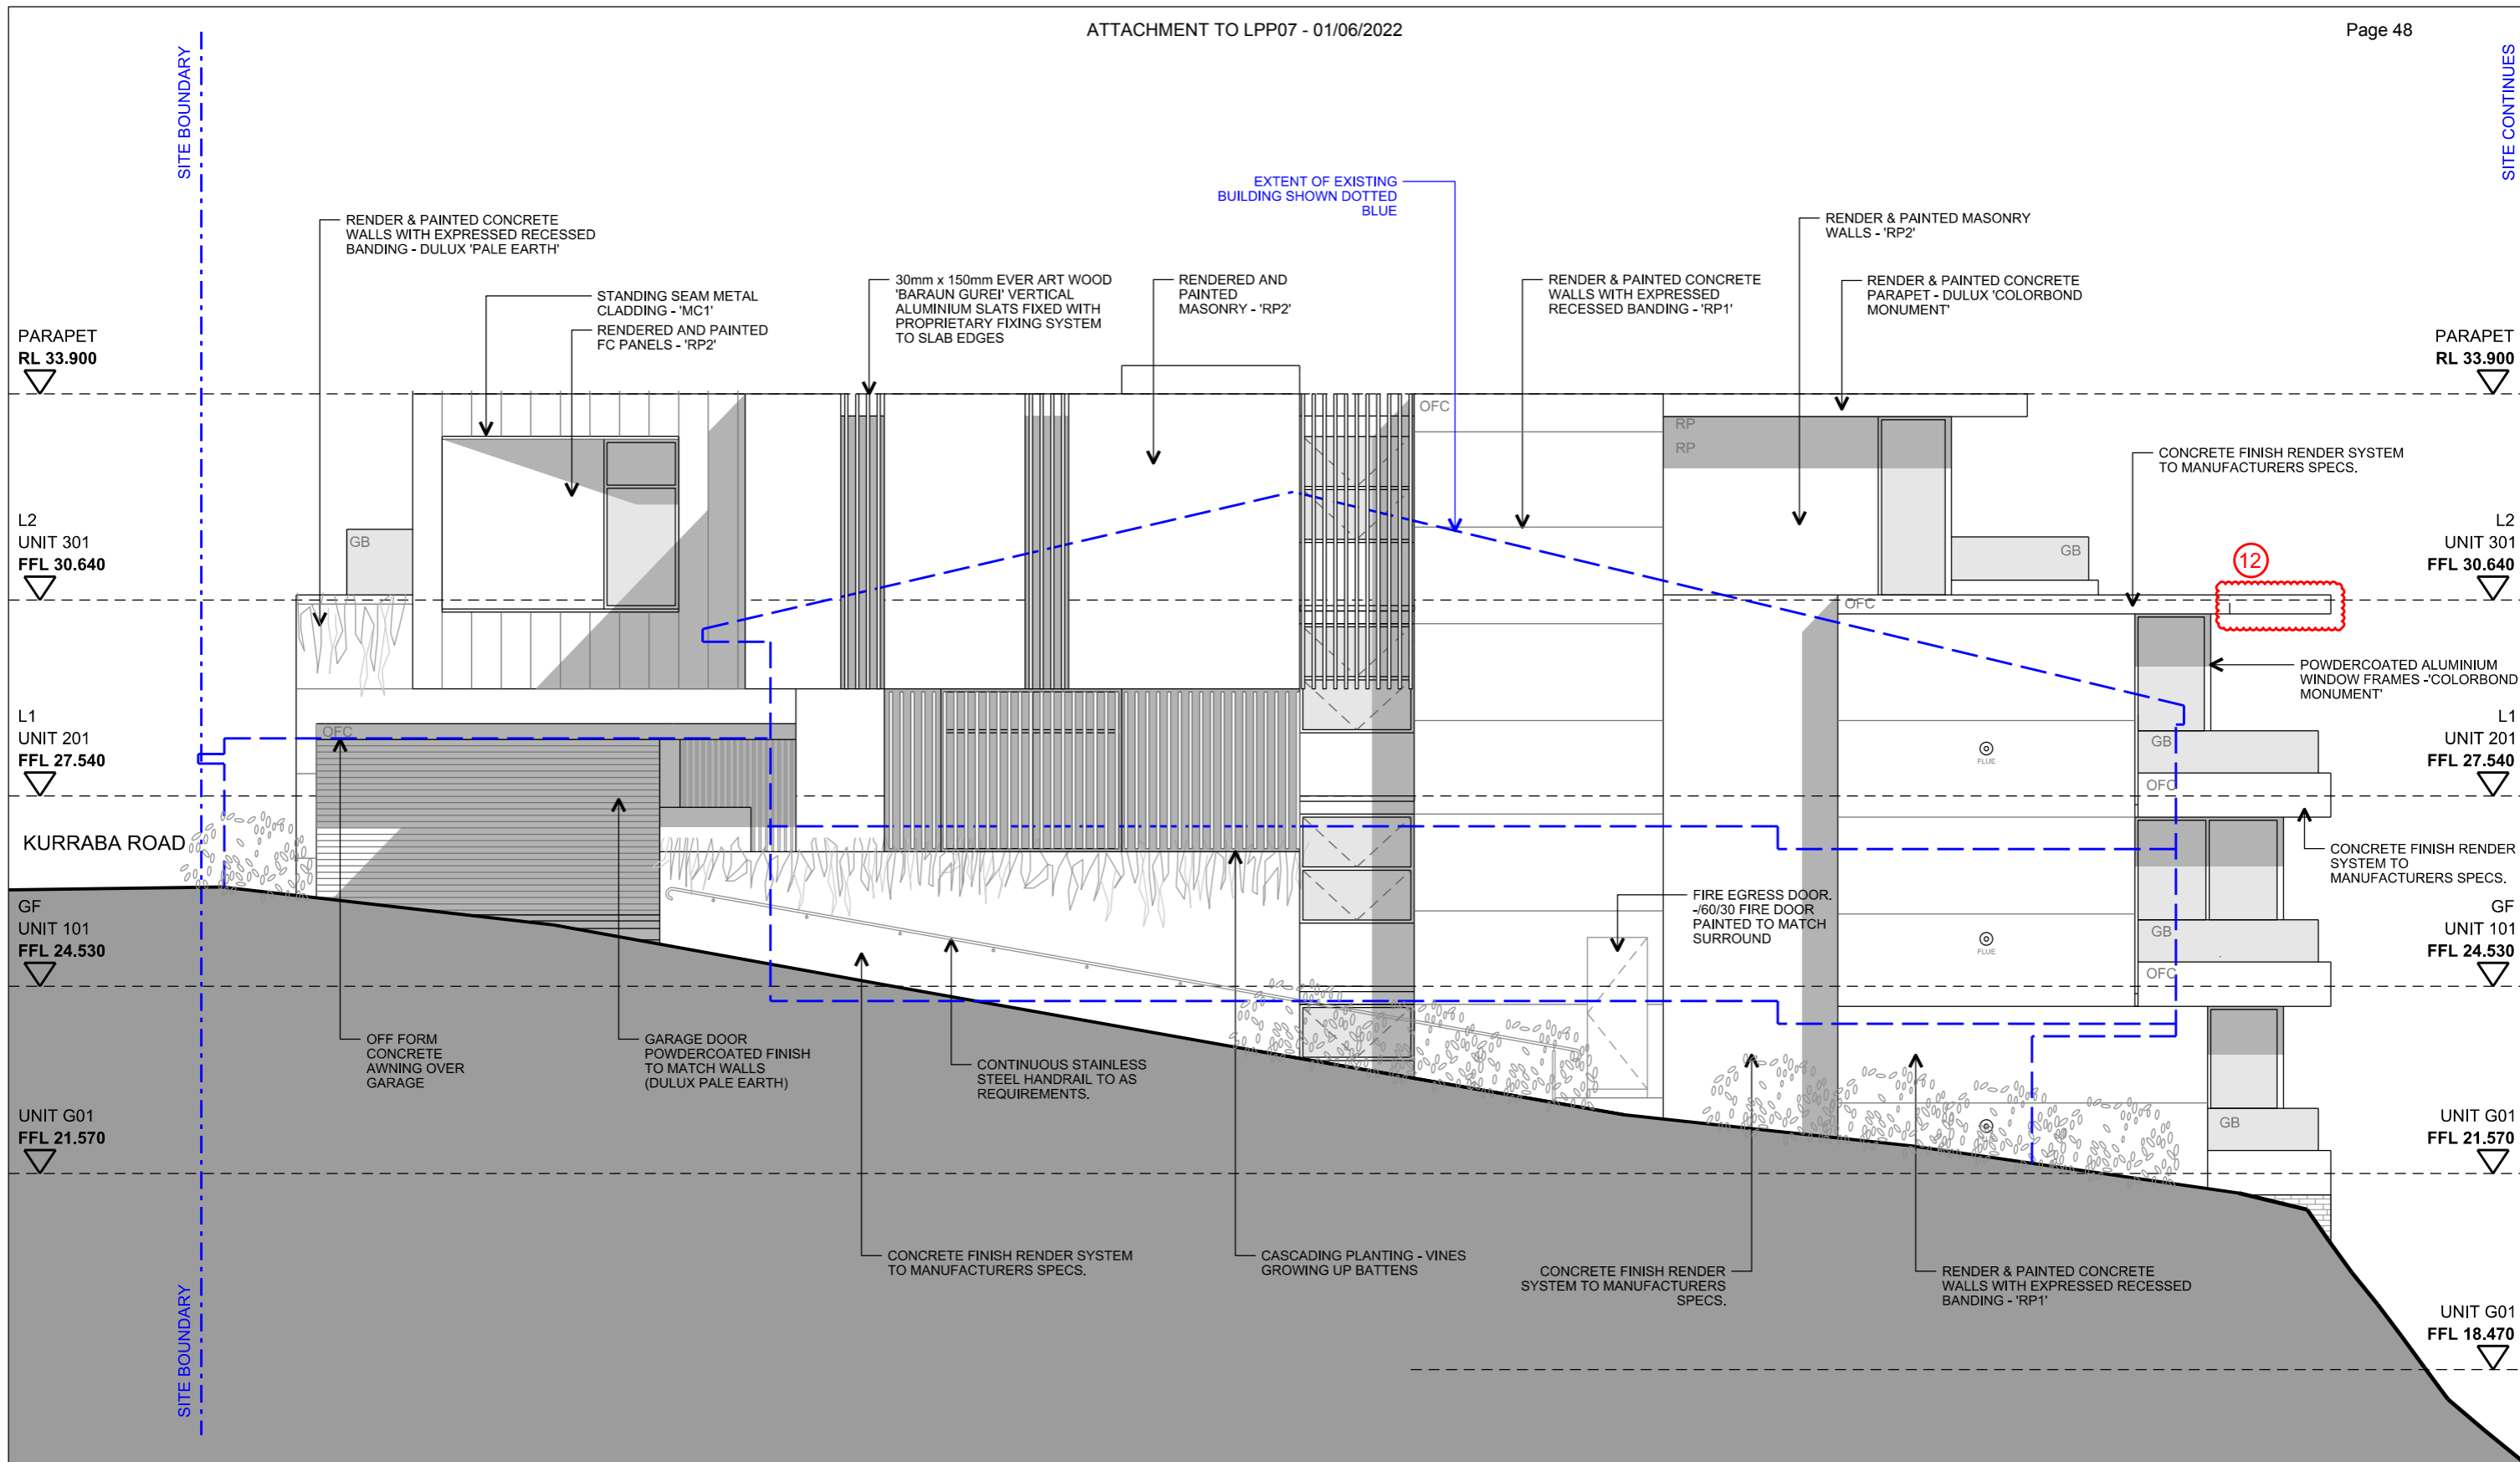 ATTACHMENT TO LPP07 - 01/06/2022
Page 48
SITE BOUNDARY
SITE CONTINUES
EXTENT OF EXISTING
BUILDING SHOWN DOTTED
BLUE
RENDER & PAINTED CONCRETE
WALLS WITH EXPRESSED RECESSED
BANDING - DULUX 'PALE EARTH'
STANDING SEAM METAL
CLADDING - 'MC1'
RENDERED AND PAINTED
FC PANELS - 'RP2'
30mm x 150mm EVER ART WOOD
'BARAUN GUREI' VERTICAL
ALUMINIUM SLATS FIXED WITH
PROPRIETARY FIXING SYSTEM
TO SLAB EDGES
RENDERED AND
PAINTED
MASONRY - 'RP2'
RENDER & PAINTED CONCRETE
WALLS WITH EXPRESSED
RECESSED BANDING - 'RP1'
RENDER & PAINTED MASONRY
WALLS - 'RP2'
RENDER & PAINTED CONCRETE
PARAPET - DULUX 'COLORBOND
MONUMENT'
PARAPET
RL 33.900
PARAPET
RL 33.900
OFC
RP
RP
CONCRETE FINISH RENDER SYSTEM
TO MANUFACTURERS SPECS.
L2
UNIT 301
FFL 30.640
GB
GB
12
L2
UNIT 301
FFL 30.640
OFC
POWDERCOATED ALUMINIUM
WINDOW FRAMES -'COLORBOND
MONUMENT'
L1
UNIT 201
FFL 27.540
OFC
FLUE
GB
OFC
L1
UNIT 201
FFL 27.540
KURRABA ROAD
CONCRETE FINISH RENDER
SYSTEM TO
MANUFACTURERS SPECS.
GF
UNIT 101
FFL 24.530
FIRE EGRESS DOOR.
-/60/30 FIRE DOOR
PAINTED TO MATCH
SURROUND
FLUE
GB
OFC
GF
UNIT 101
FFL 24.530
OFF FORM
CONCRETE
AWNING OVER
GARAGE
GARAGE DOOR
POWDERCOATED FINISH
TO MATCH WALLS
(DULUX PALE EARTH)
CONTINUOUS STAINLESS
STEEL HANDRAIL TO AS
REQUIREMENTS.
UNIT G01
FFL 21.570
GB
UNIT G01
FFL 21.570
CONCRETE FINISH RENDER SYSTEM
TO MANUFACTURERS SPECS.
CASCADING PLANTING - VINES
GROWING UP BATTENS
CONCRETE FINISH RENDER
SYSTEM TO MANUFACTURERS
SPECS.
RENDER & PAINTED CONCRETE
WALLS WITH EXPRESSED RECESSED
BANDING - 'RP1'
SITE BOUNDARY
UNIT G01
FFL 18.470